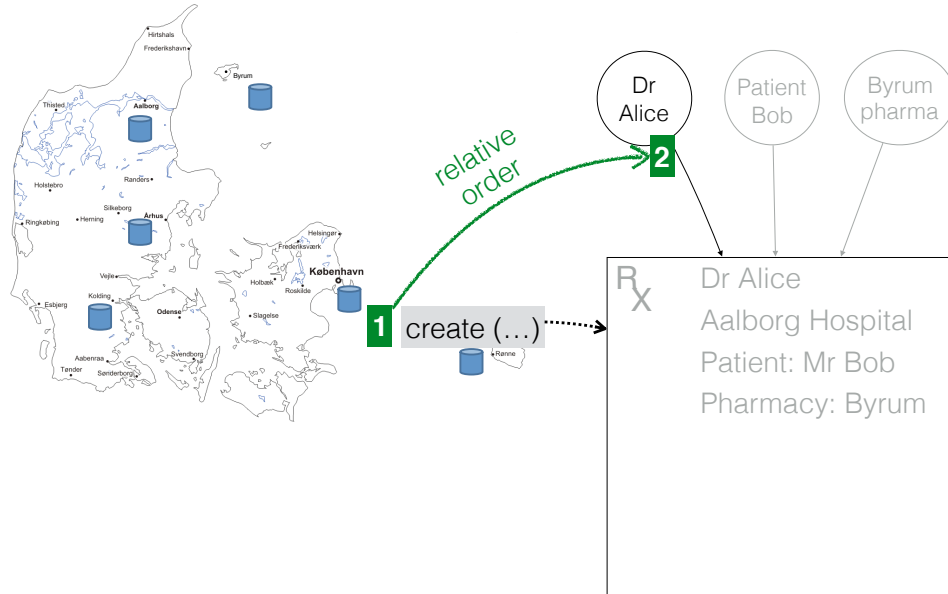 Hirtshals
Frederikshavn
Byrum
Thisted
Aalborg
Holstebro
Randers
Silkeborg
Ringkøbing
Herning
Århus
Helsingør
Frederiksværk
København
Holbæk
Roskilde
Vejle
Kolding
Esbjerg
Odense
Slagelse
Aabenraa
Svendborg
Tønder
Sønderborg
Rønne
relative
order
1
create (...)
2
Dr
Alice
Patient
Bob
Byrum
pharma
RX
Dr Alice
Aalborg Hospital
Patient: Mr Bob
Pharmacy: Byrum